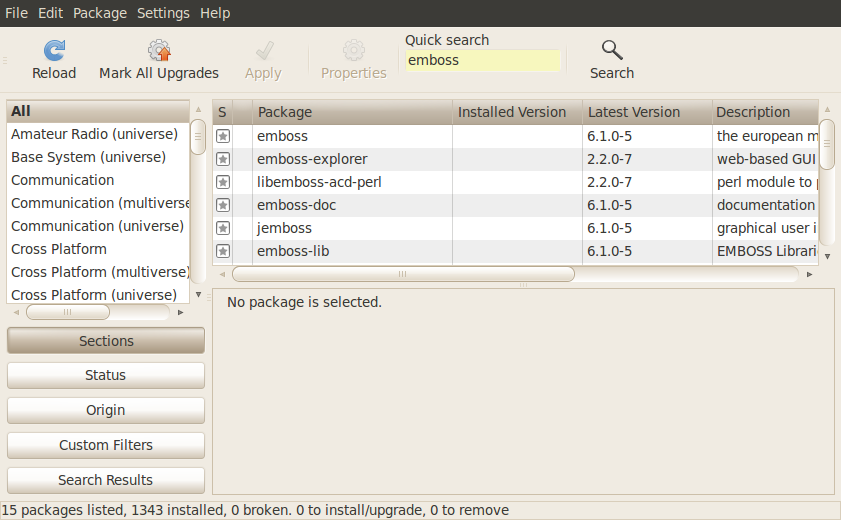 File Edit Package Settings Help
Quick search
emboss
Reload Mark All Upgrades Apply Properties Search
All
Amateur Radio (universe)
Base System (universe)
Communication
Communication (multiverse
Communication (universe)
Cross Platform
Cross Platform (multiverse)
Cross Platform (universe)
S Package Installed Version Latest Version Description
emboss 6.1.0-5 the european m
emboss-explorer 2.2.0-7 web-based GUI
libemboss-acd-perl 2.2.0-7 perl module to
emboss-doc 6.1.0-5 documentation
jemboss 6.1.0-5 graphical user i
emboss-lib 6.1.0-5 EMBOSS Librari
No package is selected.
Sections
Status
Origin
Custom Filters
Search Results
15 packages listed, 1343 installed, 0 broken. 0 to install/upgrade, 0 to remove